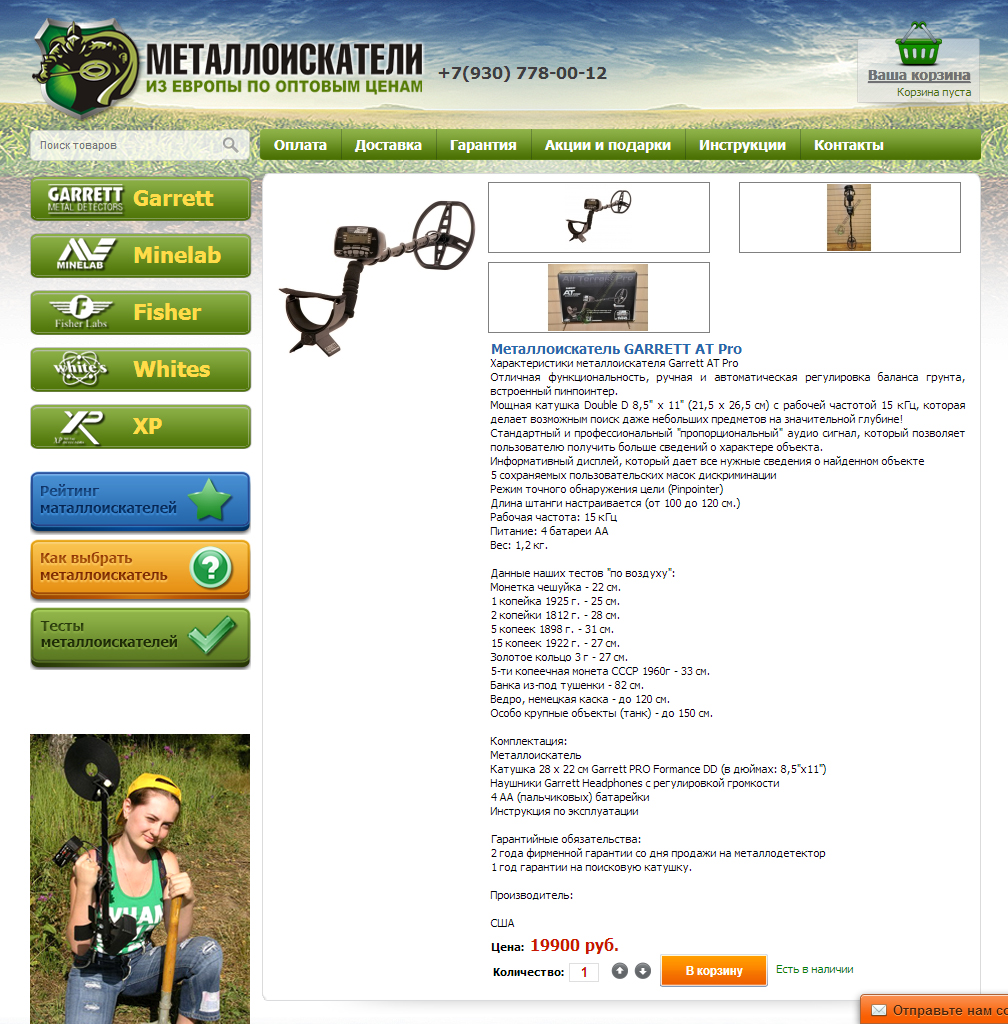 МЕТАЛЛОИСКАТЕЛИ
ИЗ ЕВРОПЫ ПО ОПТОВЫМ ЦЕНАМ
+7(930) 778-00-12
Ваша корзина
Корзина пуста
Поиск товаров
Оплата
Доставка
Гарантия
Акции и подарки
Инструкции
Контакты
GARRETT
METAL DETECTORS
Garrett
MINELAB
Minelab
Fisher Labs
Fisher
White's
Whites
XP
XP
Рейтинг
маталлоискателей
Как выбрать
металлоискатель
Тесты
металлоискателей
Металлоискатель GARRETT AT Pro
Характеристики металлоискателя Garrett AT Pro
Отличная функциональность, ручная и автоматическая регулировка баланса грунта,
встроенный пинпоинтер.
Мощная катушка Double D 8,5" x 11" (21,5 x 26,5 см) с рабочей частотой 15 кГц, которая
делает возможным поиск даже небольших предметов на значительной глубине!
Стандартный и профессиональный "пропорциональный" аудио сигнал, который позволяет
пользователю получить больше сведений о характере объекта.
Информативный дисплей, который дает все нужные сведения о найденном объекте
5 сохраняемых пользовательских масок дискриминации
Режим точного обнаружения цели (Pinpointer)
Длина штанги настраивается (от 100 до 120 см.)
Рабочая частота: 15 кГц
Питание: 4 батареи АА
Вес: 1,2 кг.
Данные наших тестов "по воздуху":
Монетка чешуйка - 22 см.
1 копейка 1925 г. - 25 см.
2 копейки 1812 г. - 28 см.
5 копеек 1898 г. - 31 см.
15 копеек 1922 г. - 27 см.
Золотое кольцо 3 г - 27 см.
5-ти копеечная монета СССР 1960г - 33 см.
Банка из-под тушенки - 82 см.
Ведро, немецкая каска - до 120 см.
Особо крупные объекты (танк) - до 150 см.
Комплектация:
Металлоискатель
Катушка 28 x 22 см Garrett PRO Formance DD (в дюймах: 8,5"x11")
Наушники Garrett Headphones с регулировкой громкости
4 АА (пальчиковых) батарейки
Инструкция по эксплуатации
Гарантийные обязательства:
2 года фирменной гарантии со дня продажи на металлодетектор
1 год гарантии на поисковую катушку.
Производитель:
США
Цена: 19900 руб.
Количество: 1
В корзину
Есть в наличии
Отправьте нам со